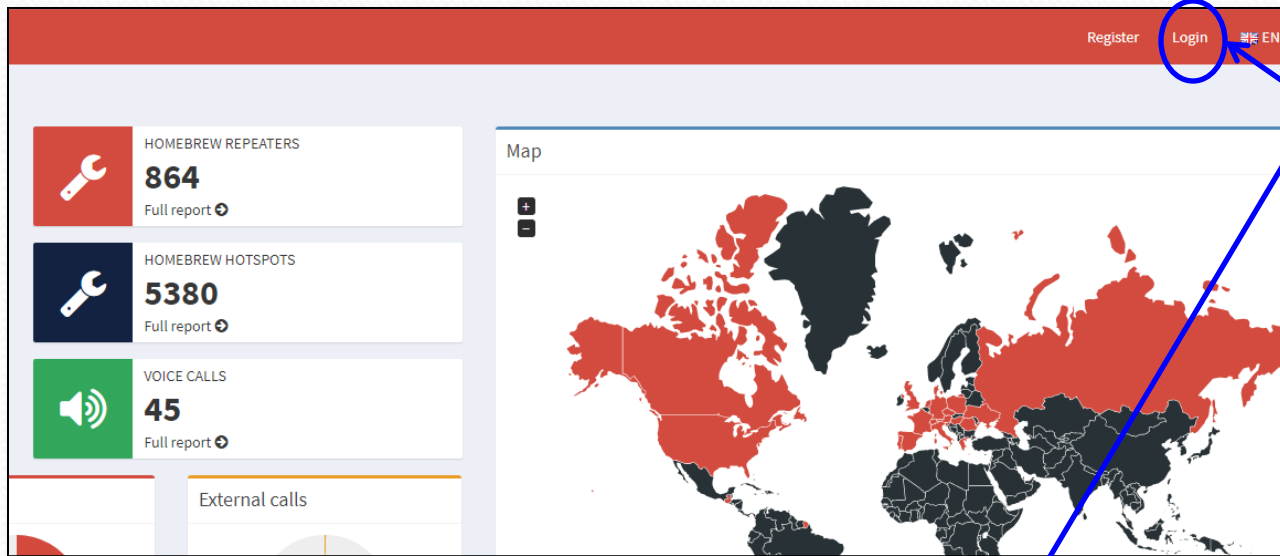 Register Login EN
HOMEBREW REPEATERS
864
Full report
HOMEBREW HOTSPOTS
5380
Full report
VOICE CALLS
45
Full report
External calls
Map
+
−